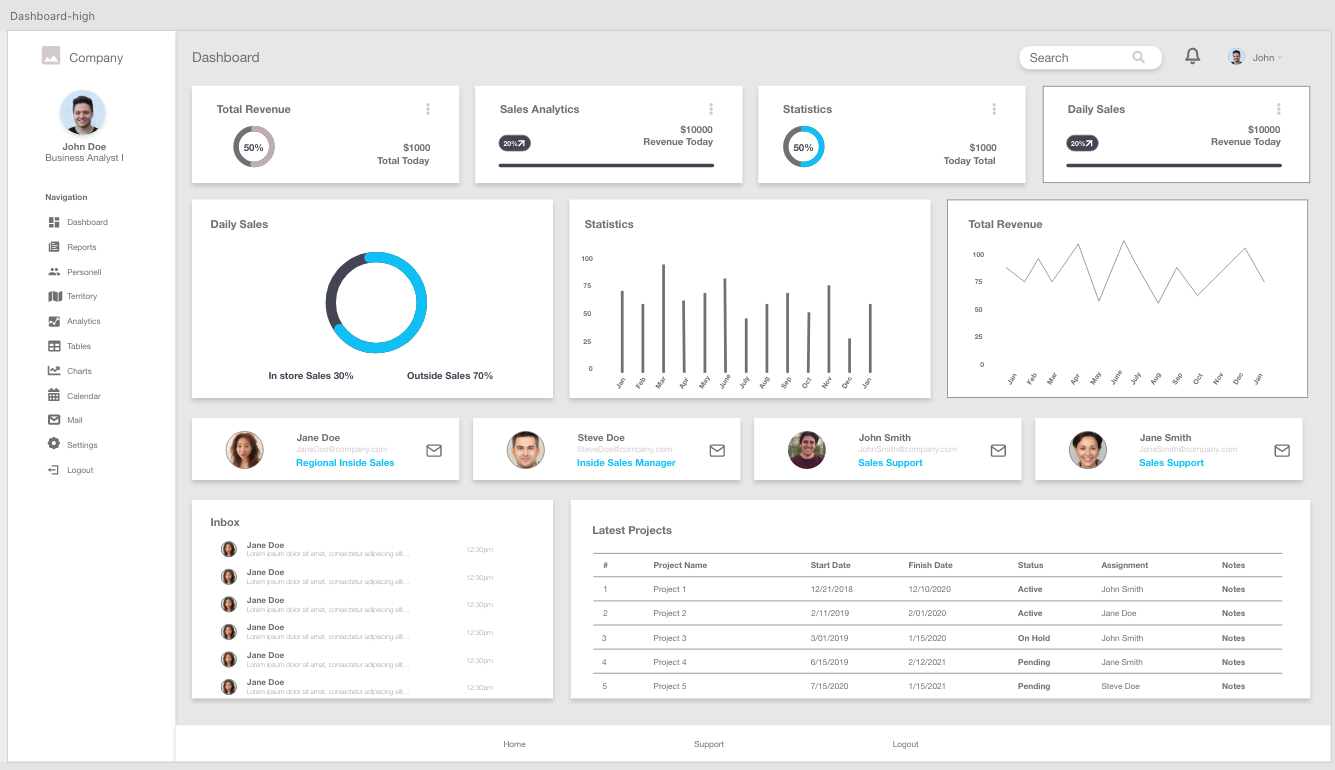 Dashboard-high
Company
John Doe
Business Analyst I
Navigation
Dashboard
Reports
Personell
Territory
Analytics
Tables
Charts
Calendar
Mail
Settings
Logout
Dashboard
Search
John
Total Revenue
50%
$1000
Total Today
Sales Analytics
20%
$10000
Revenue Today
Statistics
50%
$1000
Today Total
Daily Sales
20%
$10000
Revenue Today
Daily Sales
In store Sales 30% Outside Sales 70%
Statistics
100
75
50
25
0
Jan Feb Mar Apr May June July Aug Sep Oct Nov Dec Jan
Total Revenue
100
75
50
25
0
Jan Feb Mar Apr May June July Aug Sep Oct Nov Dec Jan
Jane Doe
JaneDoe@company.com
Regional Inside Sales
Steve Doe
SteveDoe@company.com
Inside Sales Manager
John Smith
JohnSmith@company.com
Sales Support
Jane Smith
JaneSmith@company.com
Sales Support
Inbox
Jane Doe
Lorem ipsum dolor sit amet, consectetur adipiscing elit... 12:30pm
Jane Doe
Lorem ipsum dolor sit amet, consectetur adipiscing elit... 12:30pm
Jane Doe
Lorem ipsum dolor sit amet, consectetur adipiscing elit... 12:30pm
Jane Doe
Lorem ipsum dolor sit amet, consectetur adipiscing elit... 12:30pm
Jane Doe
Lorem ipsum dolor sit amet, consectetur adipiscing elit... 12:30pm
Jane Doe
Lorem ipsum dolor sit amet, consectetur adipiscing elit... 12:30pm
Latest Projects
# Project Name Start Date Finish Date Status Assignment Notes
1 Project 1 12/21/2018 12/10/2020 Active John Smith Notes
2 Project 2 2/11/2019 2/01/2020 Active Jane Doe Notes
3 Project 3 3/01/2019 1/15/2020 On Hold John Smith Notes
4 Project 4 6/15/2019 2/12/2021 Pending Jane Smith Notes
5 Project 5 7/15/2020 1/15/2021 Pending Steve Doe Notes
Home Support Logout